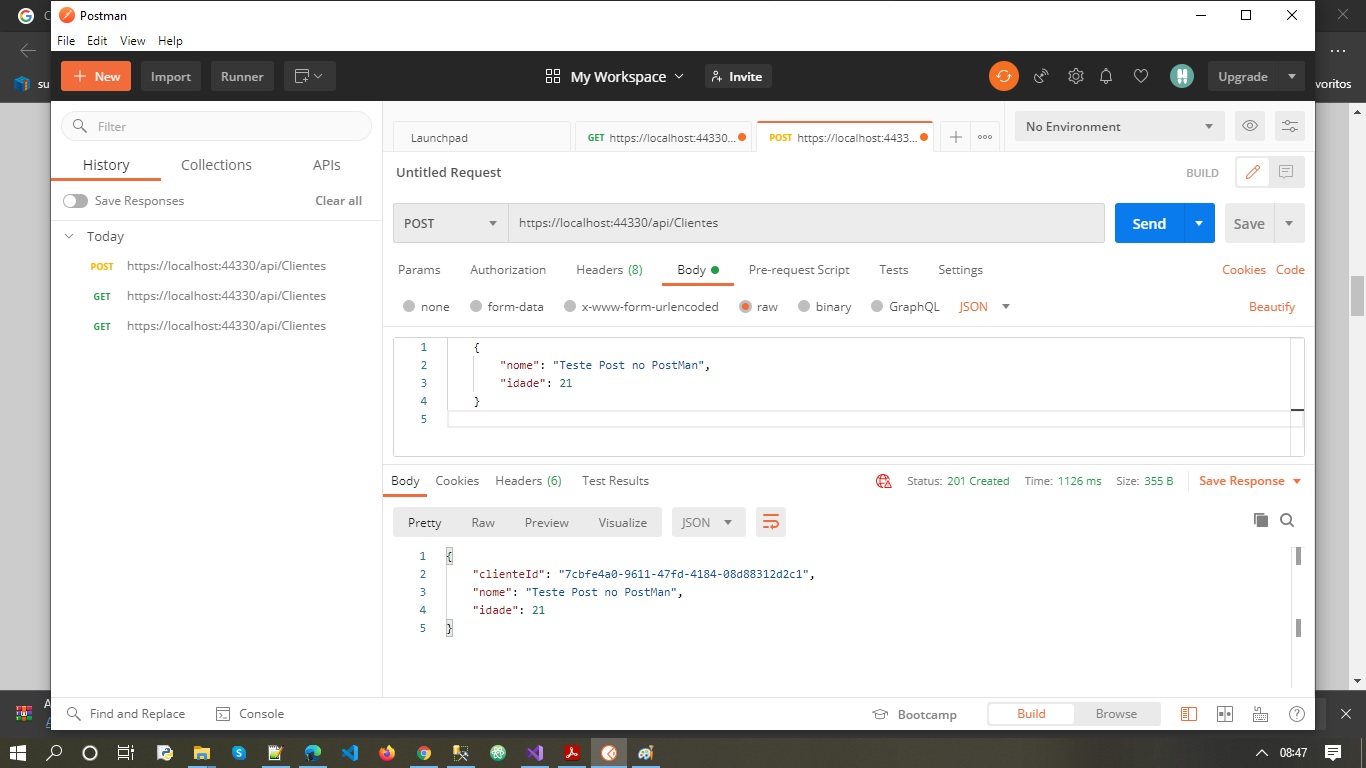 Postman
File Edit View Help
su
voritos
+ New Import Runner My Workspace Invite Upgrade
Filter
History Collections APIs
Save Responses Clear all
Today
POST https://localhost:44330/api/Clientes
GET https://localhost:44330/api/Clientes
GET https://localhost:44330/api/Clientes
Launchpad GET https://localhost:44330... POST https://localhost:4433... + ••• No Environment
Untitled Request BUILD
POST https://localhost:44330/api/Clientes Send Save
Params Authorization Headers (8) Body Pre-request Script Tests Settings Cookies Code
none form-data x-www-form-urlencoded raw binary GraphQL JSON Beautify
1 {
2 "nome": "Teste Post no PostMan",
3 "idade": 21
4 }
5
Body Cookies Headers (6) Test Results Status: 201 Created Time: 1126 ms Size: 355 B Save Response
Pretty Raw Preview Visualize JSON
1 {
2 "clienteId": "7cbfe4a0-9611-47fd-4184-08d88312d2c1",
3 "nome": "Teste Post no PostMan",
4 "idade": 21
5 }
Find and Replace Console Bootcamp Build Browse
08:47